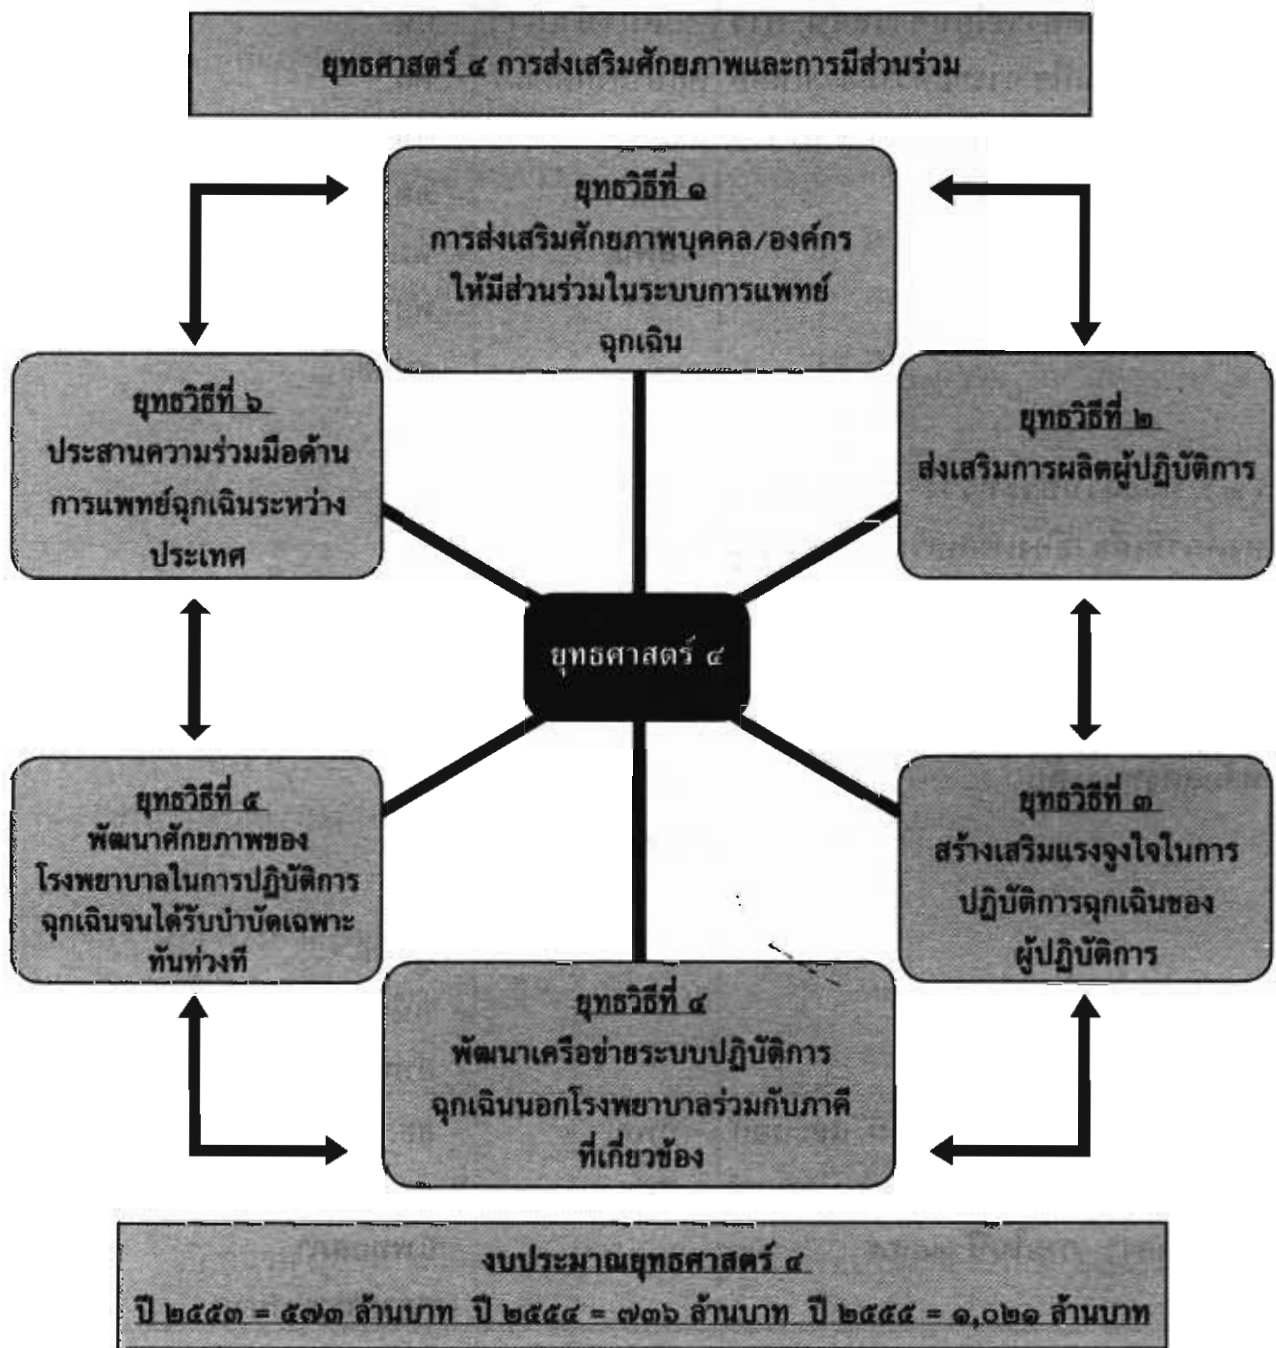 ยุทธศาสตร์ ๔ การส่งเสริมศักยภาพและการมีส่วนร่วม
ยุทธวิธีที่ ๑
การส่งเสริมศักยภาพบุคคล/องค์กร
ให้มีส่วนร่วมในระบบการแพทย์
ฉุกเฉิน
ยุทธวิธีที่ ๒
ส่งเสริมการผลิตผู้ปฏิบัติการ
ยุทธวิธีที่ ๓
สร้างเสริมแรงจูงใจในการ
ปฏิบัติการฉุกเฉินของ
ผู้ปฏิบัติการ
ยุทธวิธีที่ ๔
พัฒนาเครือข่ายระบบปฏิบัติการ
ฉุกเฉินนอกโรงพยาบาลร่วมกับภาคี
ที่เกี่ยวข้อง
ยุทธวิธีที่ ๕
พัฒนาศักยภาพของ
โรงพยาบาลในการปฏิบัติการ
ฉุกเฉินจนได้รับบำบัดเฉพาะ
ทันท่วงที
ยุทธวิธีที่ ๖
ประสานความร่วมมือด้าน
การแพทย์ฉุกเฉินระหว่าง
ประเทศ
ยุทธศาสตร์ ๔
งบประมาณยุทธศาสตร์ ๔
ปี ๒๕๕๓ = ๕๗๓ ล้านบาท ปี ๒๕๕๔ = ๗๓๖ ล้านบาท ปี ๒๕๕๕ = ๑,๐๒๑ ล้านบาท